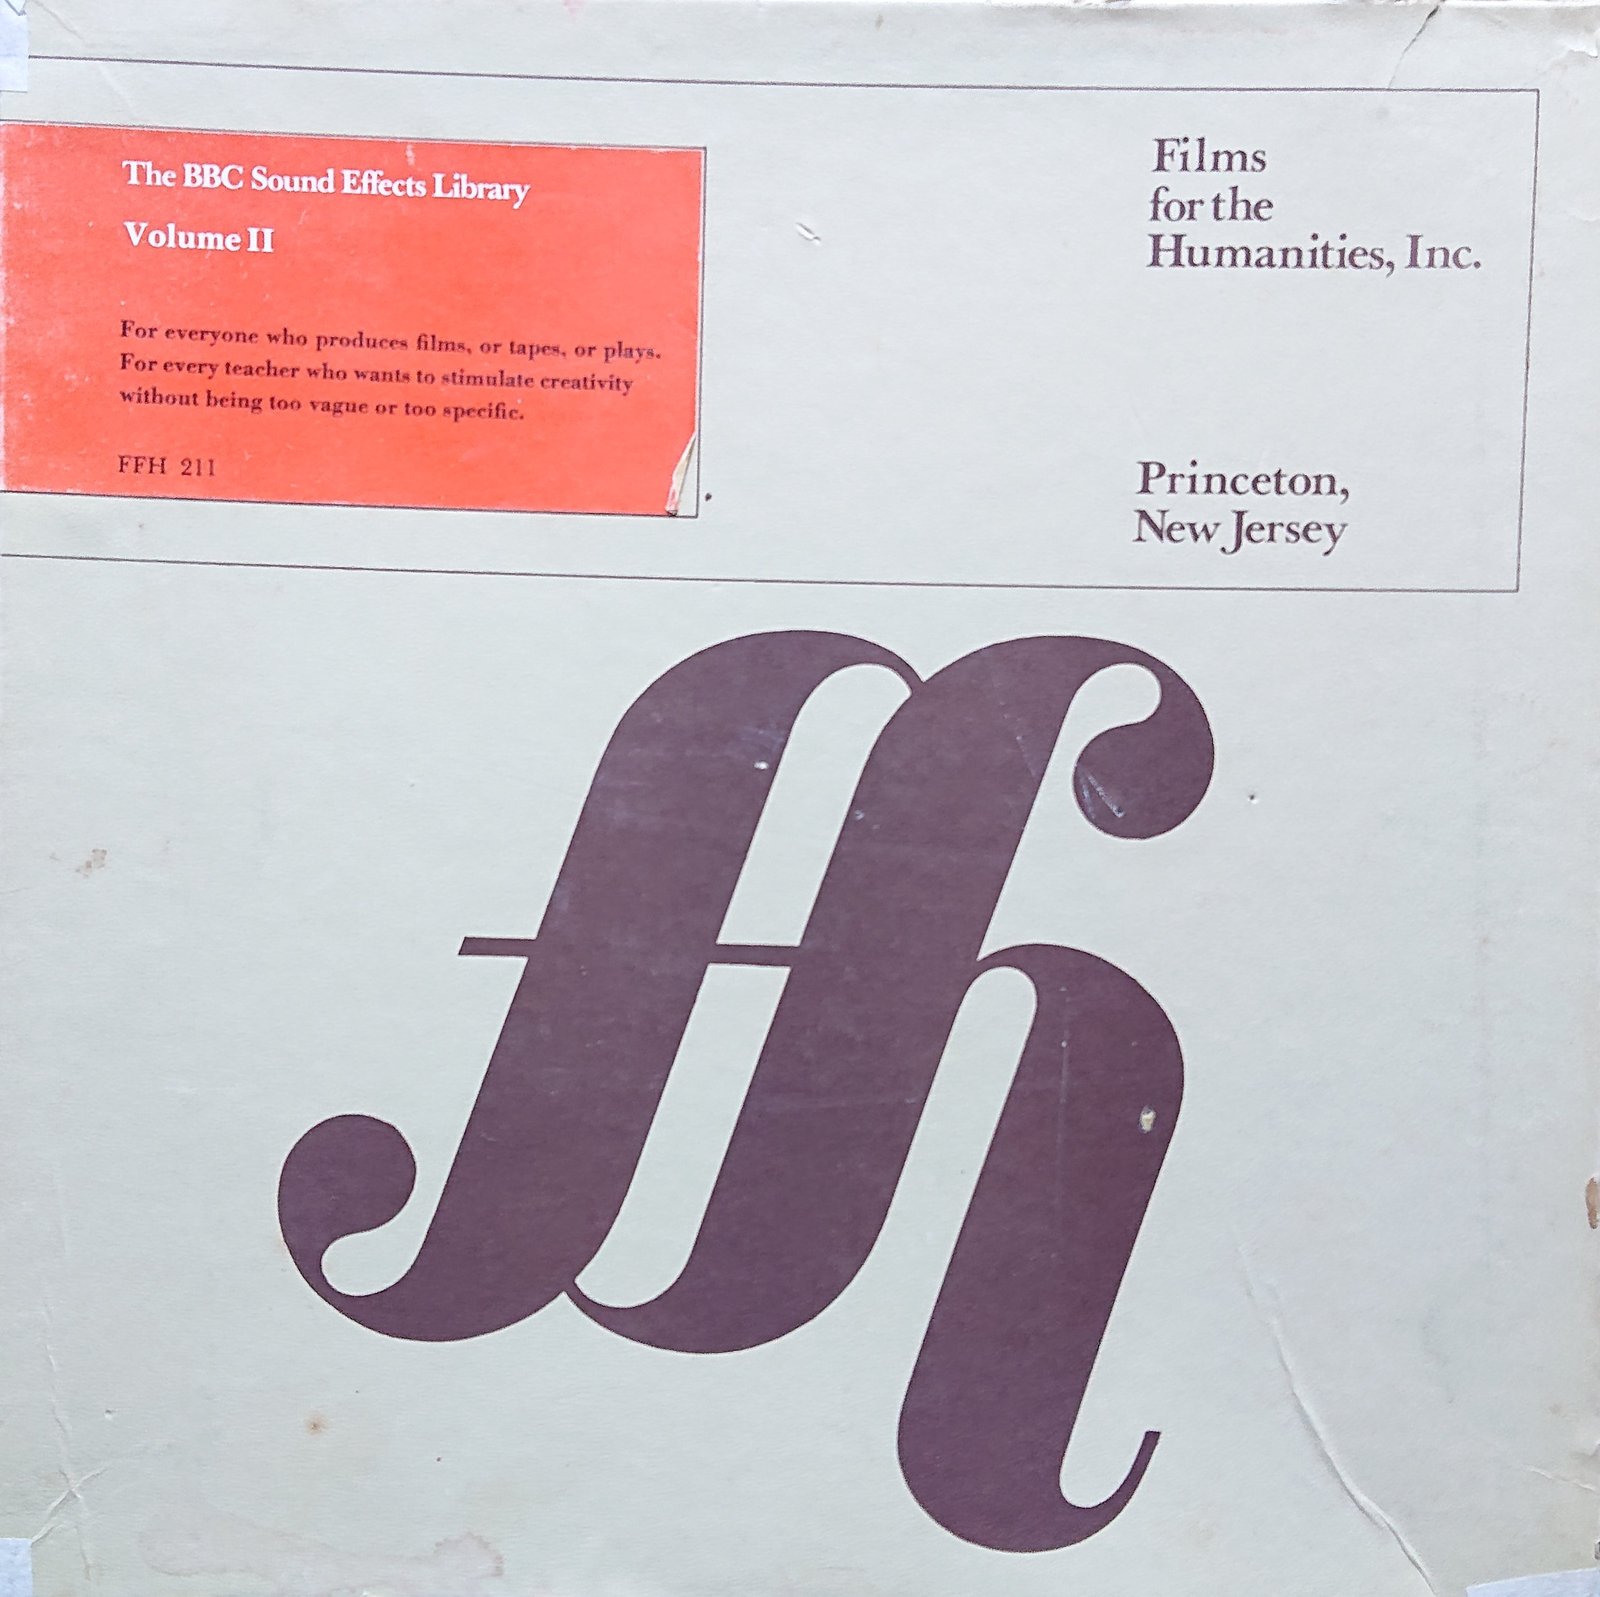 The BBC Sound Effects Library
Volume II
For everyone who produces films, or tapes, or plays.
For every teacher who wants to stimulate creativity
without being too vague or too specific.
FFH 211
Films
for the
Humanities, Inc.
Princeton,
New Jersey
ffh